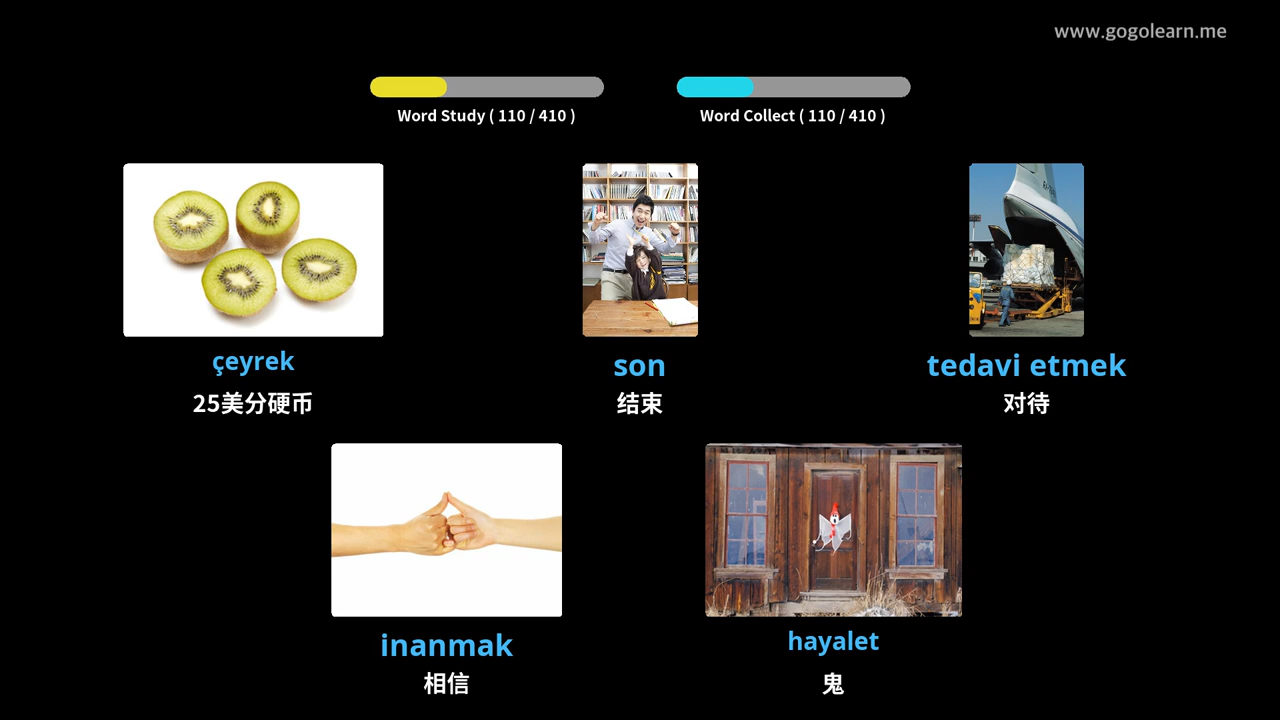 www.gogolearn.me
Word Study ( 110 / 410 )
Word Collect ( 110 / 410 )
çeyrek
25美分硬币
son
结束
tedavi etmek
对待
inanmak
相信
hayalet
鬼